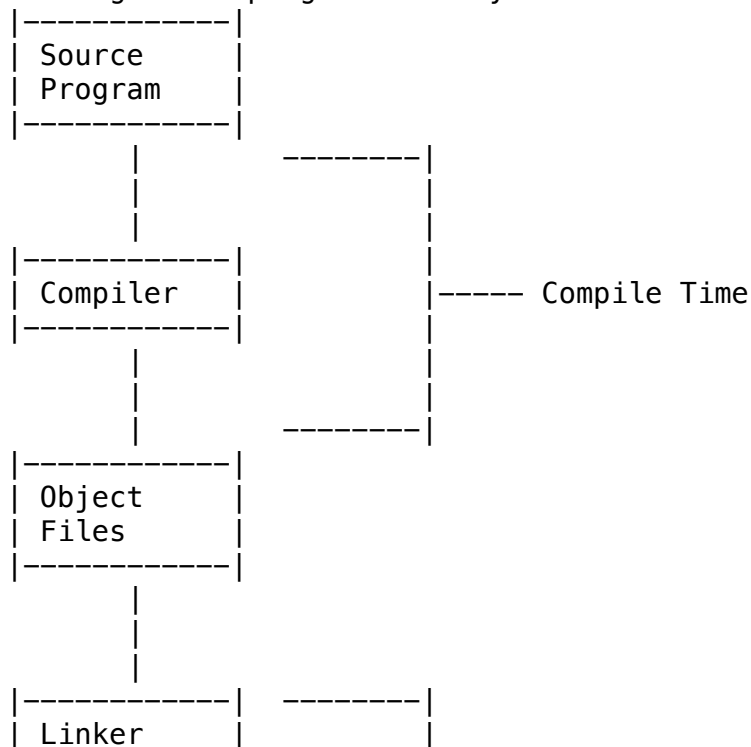 Source
Program
Compiler
Compile Time
Object
Files
Linker